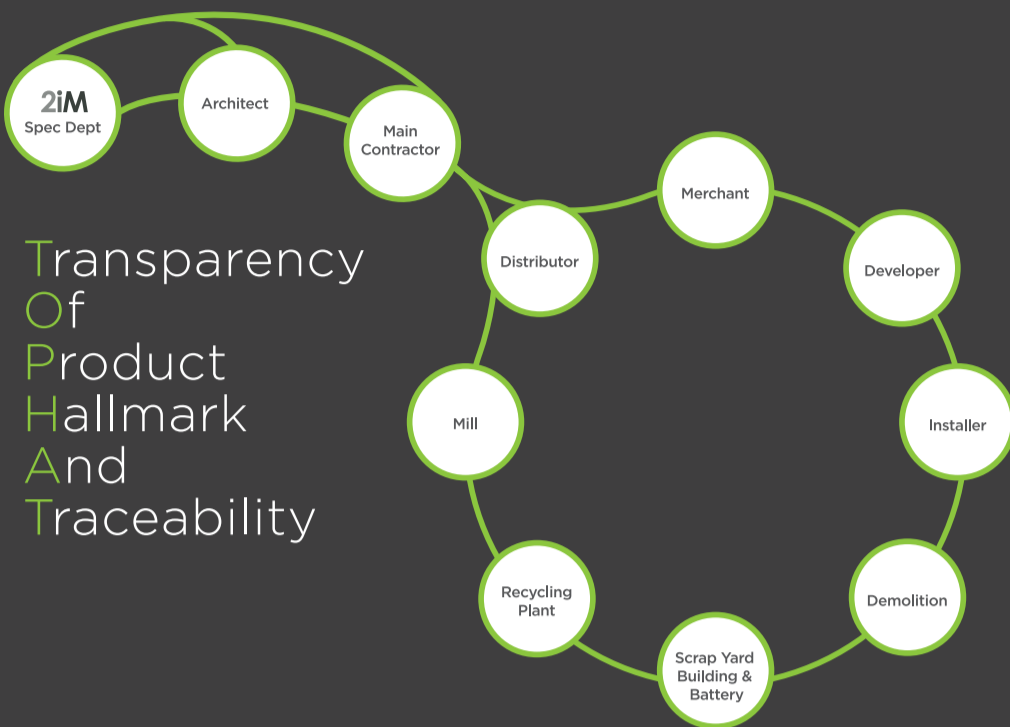 2iM
Spec Dept
Architect
Main
Contractor
Merchant
Distributor
Developer
Transparency
Of
Product
Hallmark
And
Traceability
Mill
Installer
Recycling
Plant
Demolition
Scrap Yard
Building &
Battery